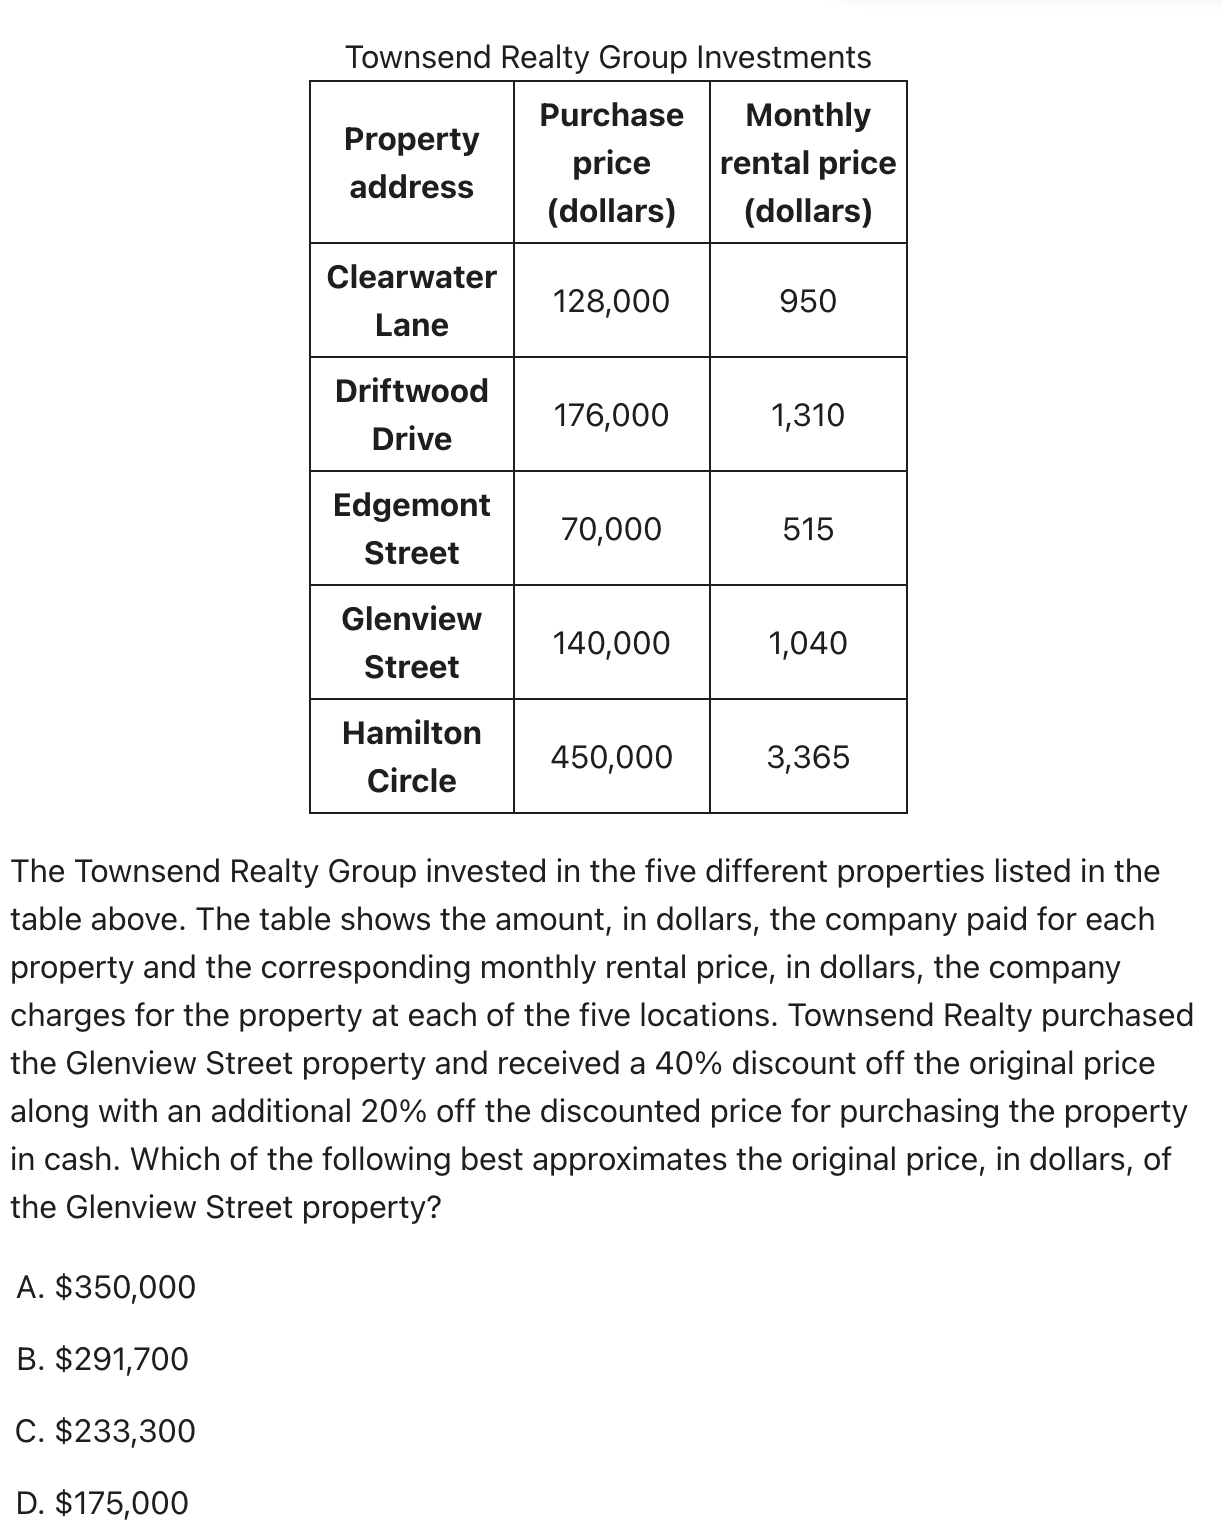 Townsend Realty Group Investments
Property address
Purchase price (dollars)
Monthly rental price (dollars)
Clearwater Lane
128,000
950
Driftwood Drive
176,000
1,310
Edgemont Street
70,000
515
Glenview Street
140,000
1,040
Hamilton Circle
450,000
3,365
The Townsend Realty Group invested in the five different properties listed in the
table above. The table shows the amount, in dollars, the company paid for each
property and the corresponding monthly rental price, in dollars, the company
charges for the property at each of the five locations. Townsend Realty purchased
the Glenview Street property and received a 40% discount off the original price
along with an additional 20% off the discounted price for purchasing the property
in cash. Which of the following best approximates the original price, in dollars, of
the Glenview Street property?
A. $350,000
B. $291,700
C. $233,300
D. $175,000